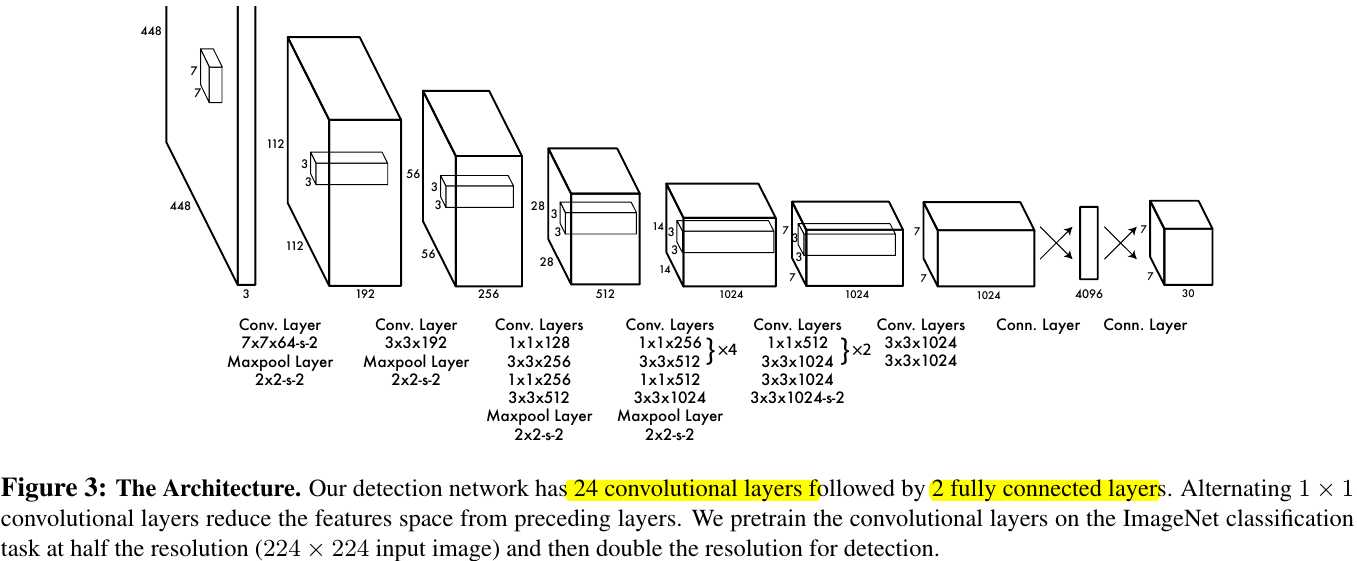 448
7
7
448
3
112
3
3
112
192
56
3
3
56
256
28
3
3
28
512
14
3
3
14
1024
7
3
3
7
1024
7
7
1024
4096
7
7
30
Conv. Layer
7x7x64-s-2
Maxpool Layer
2x2-s-2
Conv. Layer
3x3x192
Maxpool Layer
2x2-s-2
Conv. Layers
1x1x128
3x3x256
1x1x256
3x3x512
Maxpool Layer
2x2-s-2
Conv. Layers
1x1x256
3x3x512
}×4
1x1x512
3x3x1024
Maxpool Layer
2x2-s-2
Conv. Layers
1x1x512
3x3x1024
}×2
3x3x1024
3x3x1024-s-2
Conv. Layers
3x3x1024
3x3x1024
Conn. Layer
Conn. Layer
Figure 3: The Architecture. Our detection network has 24 convolutional layers followed by 2 fully connected layers. Alternating 1 × 1
convolutional layers reduce the features space from preceding layers. We pretrain the convolutional layers on the ImageNet classification
task at half the resolution (224 × 224 input image) and then double the resolution for detection.